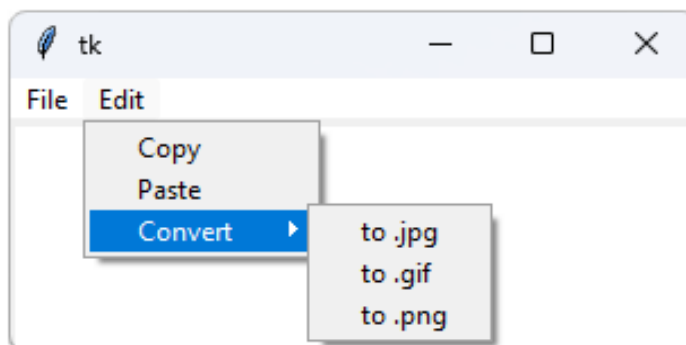 tk
File Edit
Copy
Paste
Convert
to .jpg
to .gif
to .png